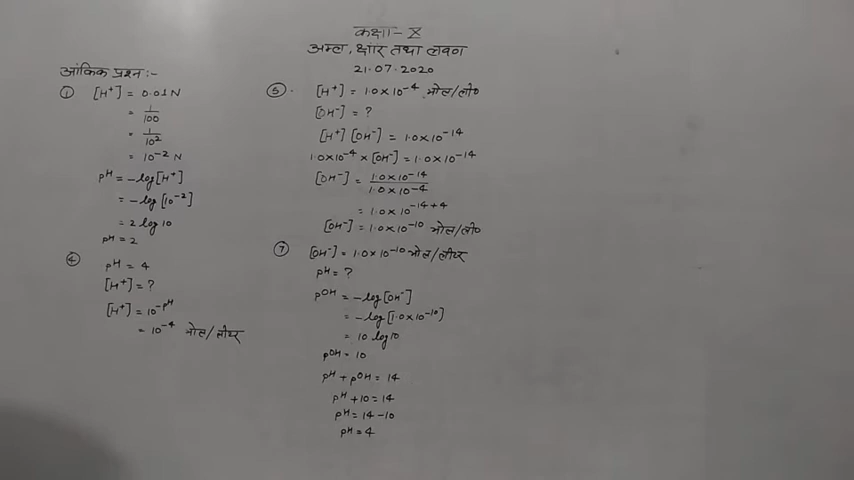 कक्षा - X
अम्ल, क्षार तथा लवण
21.07.2020
आंकिक प्रश्न :-
① [H⁺] = 0.01 N
= 1/100
= 1/10²
= 10⁻² N
pH = -log[H⁺]
= -log[10⁻²]
= 2 log 10
pH = 2
④ pH = 4
[H⁺] = ?
[H⁺] = 10⁻ᵖᴴ
= 10⁻⁴ मोल/लीटर
⑤ [H⁺] = 1.0 × 10⁻⁴ मोल/ली०
[OH⁻] = ?
[H⁺] [OH⁻] = 1.0 × 10⁻¹⁴
1.0 × 10⁻⁴ × [OH⁻] = 1.0 × 10⁻¹⁴
[OH⁻] = 1.0 × 10⁻¹⁴ / 1.0 × 10⁻⁴
= 1.0 × 10⁻¹⁴⁺⁴
[OH⁻] = 1.0 × 10⁻¹⁰ मोल/ली०
⑦ [OH⁻] = 1.0 × 10⁻¹⁰ मोल/लीटर
pH = ?
pOH = -log[OH⁻]
= -log[1.0 × 10⁻¹⁰]
= 10 log 10
pOH = 10
pH + pOH = 14
pH + 10 = 14
pH = 14 - 10
pH = 4